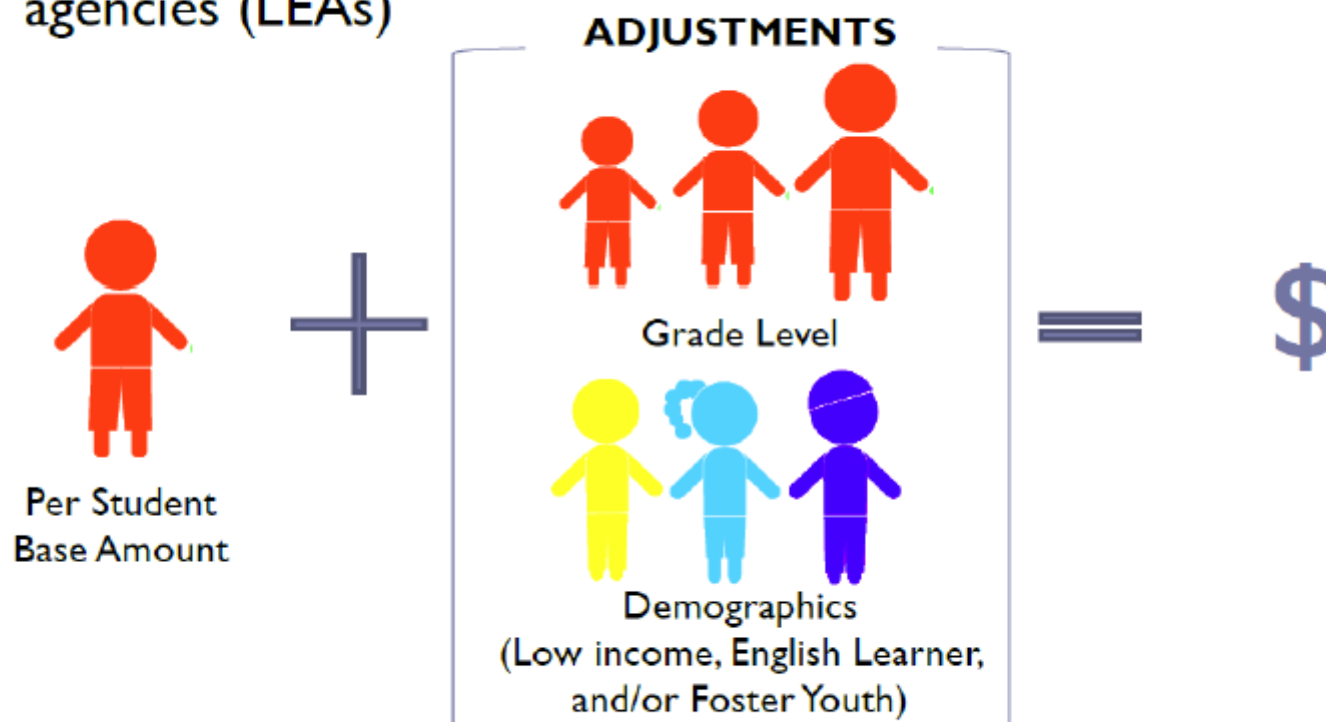 agencies (LEAs)
ADJUSTMENTS
Grade Level
Per Student
Base Amount
Demographics
(Low income, English Learner,
and/or Foster Youth)
$